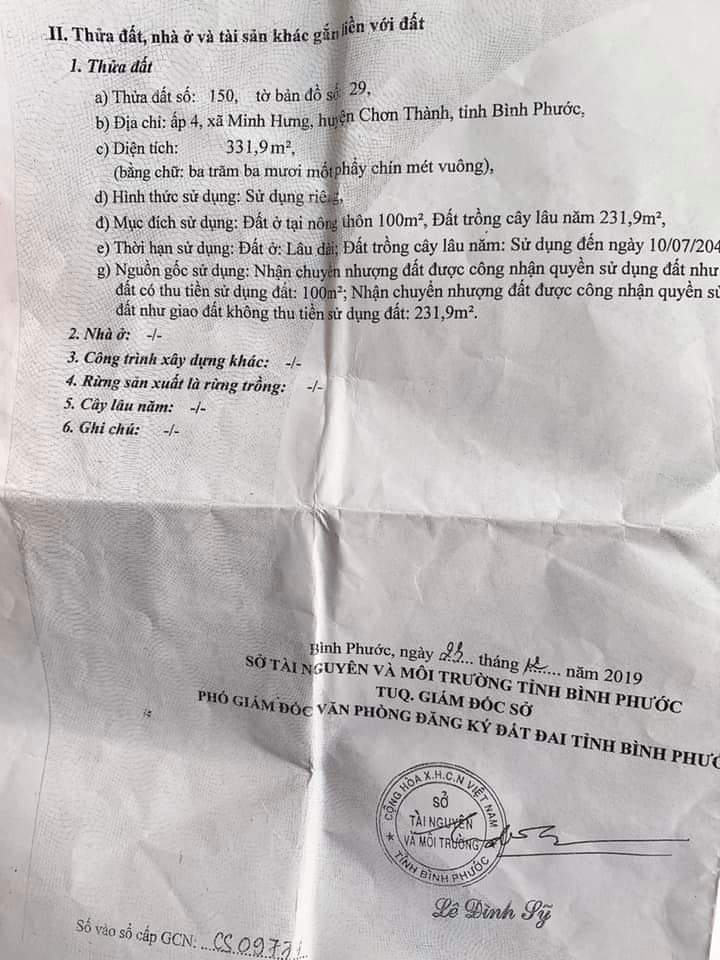 II. Thửa đất, nhà ở và tài sản khác gắn liền với đất
1. Thửa đất
a) Thửa đất số: 150, tờ bản đồ số 29,
b) Địa chỉ: ấp 4, xã Minh Hưng, huyện Chơn Thành, tỉnh Bình Phước,
c) Diện tích: 331,9 m²,
(bằng chữ: ba trăm ba mươi mốt phẩy chín mét vuông),
d) Hình thức sử dụng: Sử dụng riêng,
đ) Mục đích sử dụng: Đất ở tại nông thôn 100m², Đất trồng cây lâu năm 231,9m²,
e) Thời hạn sử dụng: Đất ở: Lâu dài; Đất trồng cây lâu năm: Sử dụng đến ngày 10/07/204
g) Nguồn gốc sử dụng: Nhận chuyển nhượng đất được công nhận quyền sử dụng đất như
đất có thu tiền sử dụng đất: 100m²; Nhận chuyển nhượng đất được công nhận quyền sử
đất như giao đất không thu tiền sử dụng đất: 231,9m².
2. Nhà ở: -/-
3. Công trình xây dựng khác: -/-
4. Rừng sản xuất là rừng trồng: -/-
5. Cây lâu năm: -/-
6. Ghi chú: -/-
Bình Phước, ngày 23 tháng 12 năm 2019
SỞ TÀI NGUYÊN VÀ MÔI TRƯỜNG TỈNH BÌNH PHƯỚC
TUQ. GIÁM ĐỐC SỞ
PHÓ GIÁM ĐỐC VĂN PHÒNG ĐĂNG KÝ ĐẤT ĐAI TỈNH BÌNH PHƯỚ
CỘNG HÒA X.H.C.N VIỆT NAM
SỞ
TÀI NGUYÊN
VÀ MÔI TRƯỜNG
TỈNH BÌNH PHƯỚC
Lê Đình Sỹ
Số vào sổ cấp GCN: